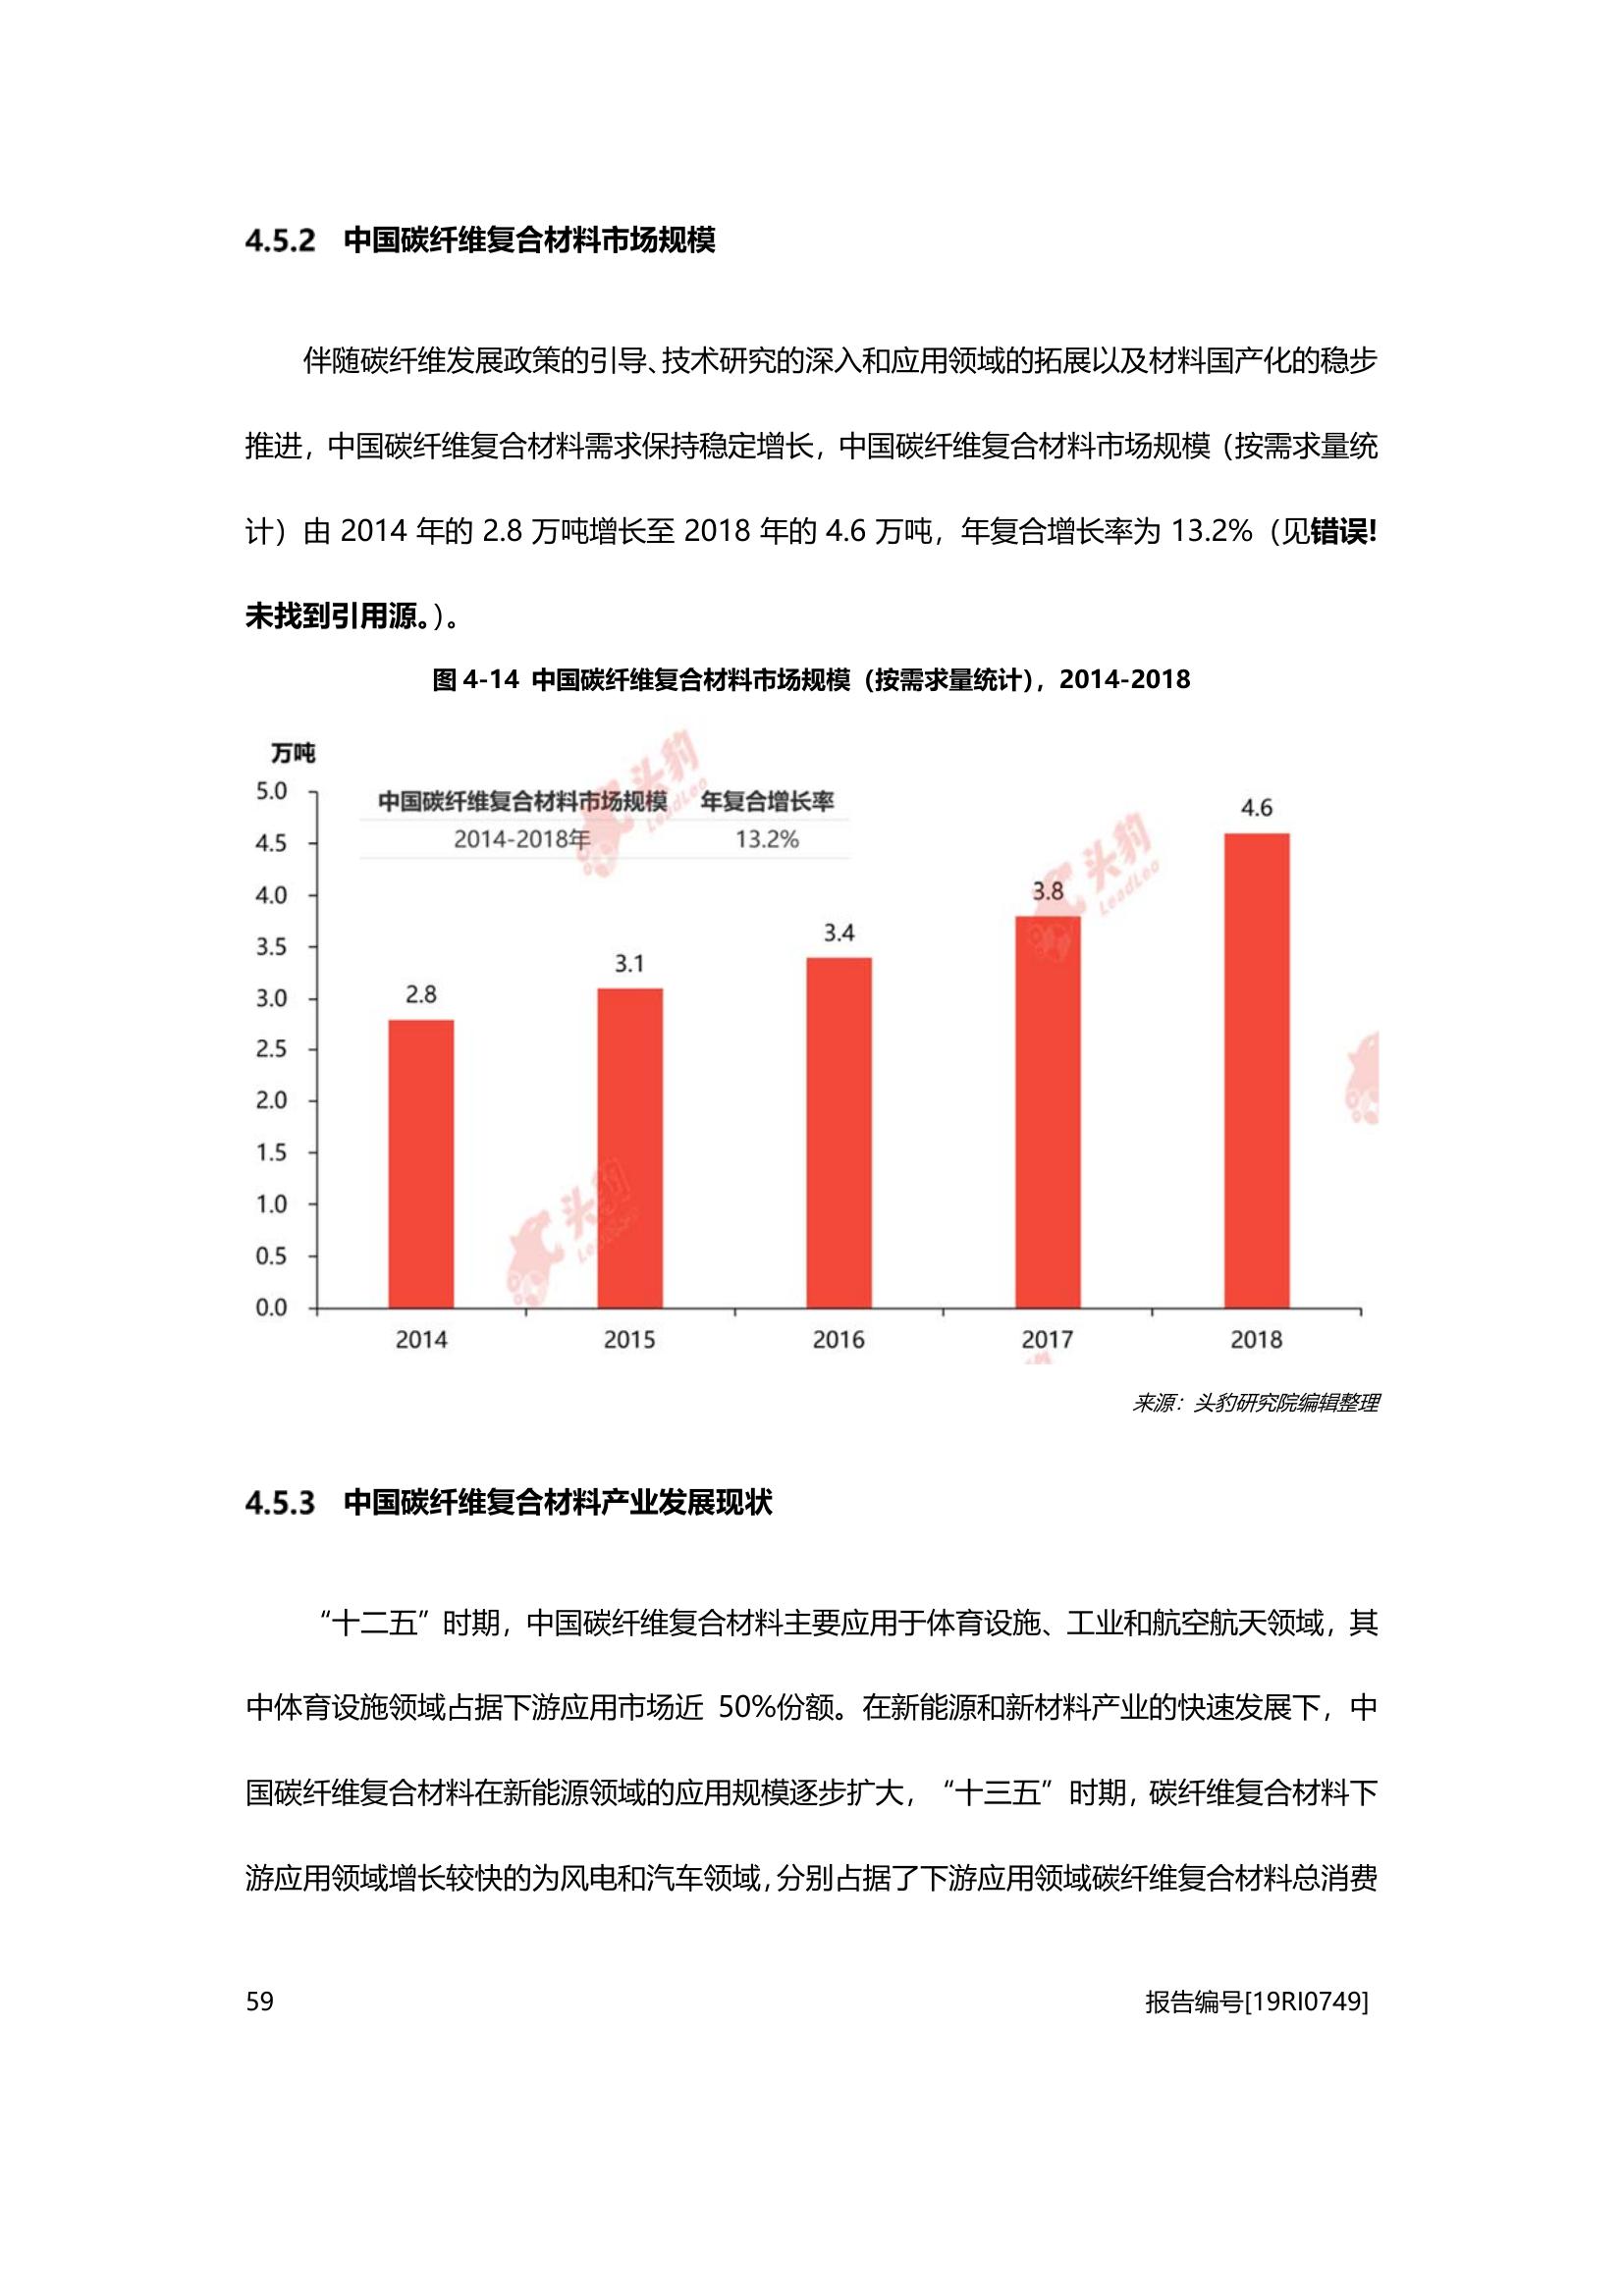 4.5.2 中国碳纤维复合材料市场规模
伴随碳纤维发展政策的引导、技术研究的深入和应用领域的拓展以及材料国产化的稳步
推进，中国碳纤维复合材料需求保持稳定增长，中国碳纤维复合材料市场规模（按需求量统
计）由 2014 年的 2.8 万吨增长至 2018 年的 4.6 万吨，年复合增长率为 13.2%（见错误!
未找到引用源。）。
图 4-14 中国碳纤维复合材料市场规模（按需求量统计），2014-2018
万吨
5.0
4.5
4.0
3.5
3.0
2.5
2.0
1.5
1.0
0.5
0.0
中国碳纤维复合材料市场规模 年复合增长率
2014-2018年 13.2%
2.8
3.1
3.4
3.8
4.6
2014 2015 2016 2017 2018
头豹
LeadLeo
头豹
LeadLeo
头豹
LeadLeo
来源：头豹研究院编辑整理
4.5.3 中国碳纤维复合材料产业发展现状
“十二五”时期，中国碳纤维复合材料主要应用于体育设施、工业和航空航天领域，其
中体育设施领域占据下游应用市场近 50%份额。在新能源和新材料产业的快速发展下，中
国碳纤维复合材料在新能源领域的应用规模逐步扩大，“十三五”时期，碳纤维复合材料下
游应用领域增长较快的为风电和汽车领域，分别占据了下游应用领域碳纤维复合材料总消费
59
报告编号[19RI0749]